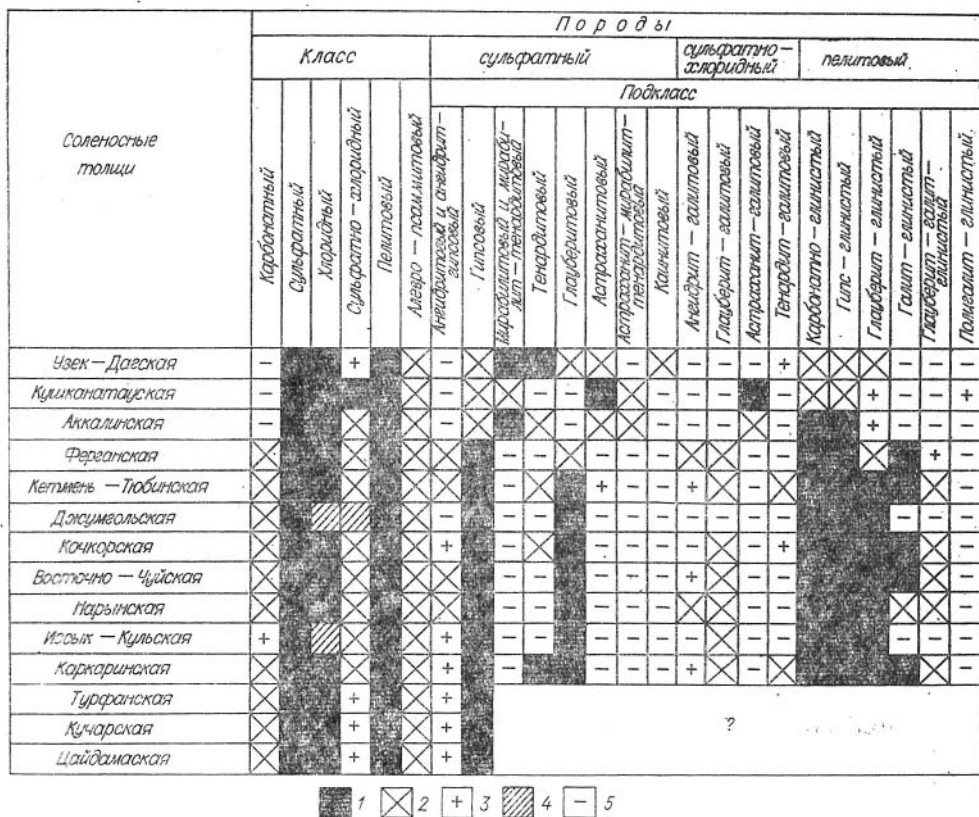 Породы
Соленосные толщи
Класс
сульфатный
сульфатно-хлоридный
пелитовый
Подкласс
Карбонатный
Сульфатный
Хлоридный
Сульфатно-хлоридный
Пелитовый
Алевро-псаммитовый
Ангидритовый и ангидрит-гипсовый
Гипсовый
Мирабилитовый и мирабилит-тенардитовый
Тенардитовый
Глауберитовый
Астраханитовый
Астраханит-мирабилит-тенардитовый
Каинитовый
Ангидрит-галитовый
Глауберит-галитовый
Астраханит-галитовый
Тенардит-галитовый
Карбонатно-глинистый
Гипс-глинистый
Глауберит-глинистый
Галит-глинистый
Глауберит-галит-глинистый
Полигалит-глинистый
Узек-Дагская - + - - - - - + - - -
Кушканатауская - - - - - - - - - + - - +
Аккалинская - - - - - - - - + - - -
Ферганская - - - - - - - - + -
Кетмень-Тюбинская - + - - + - -
Джумгольская - - - - - - - - - - - - - -
Кочкорская + - - - - - - - + -
Восточно-Чуйская - - - - - - + - - -
Нарынская - - - - - - - - -
Иссык-Кульская + + - - - - - - - - - - - -
Каркаринская + - - - - - + - -
Турфанская + +
Кучарская + + ?
Цайдамаская + +
1 2 + 3 4 - 5